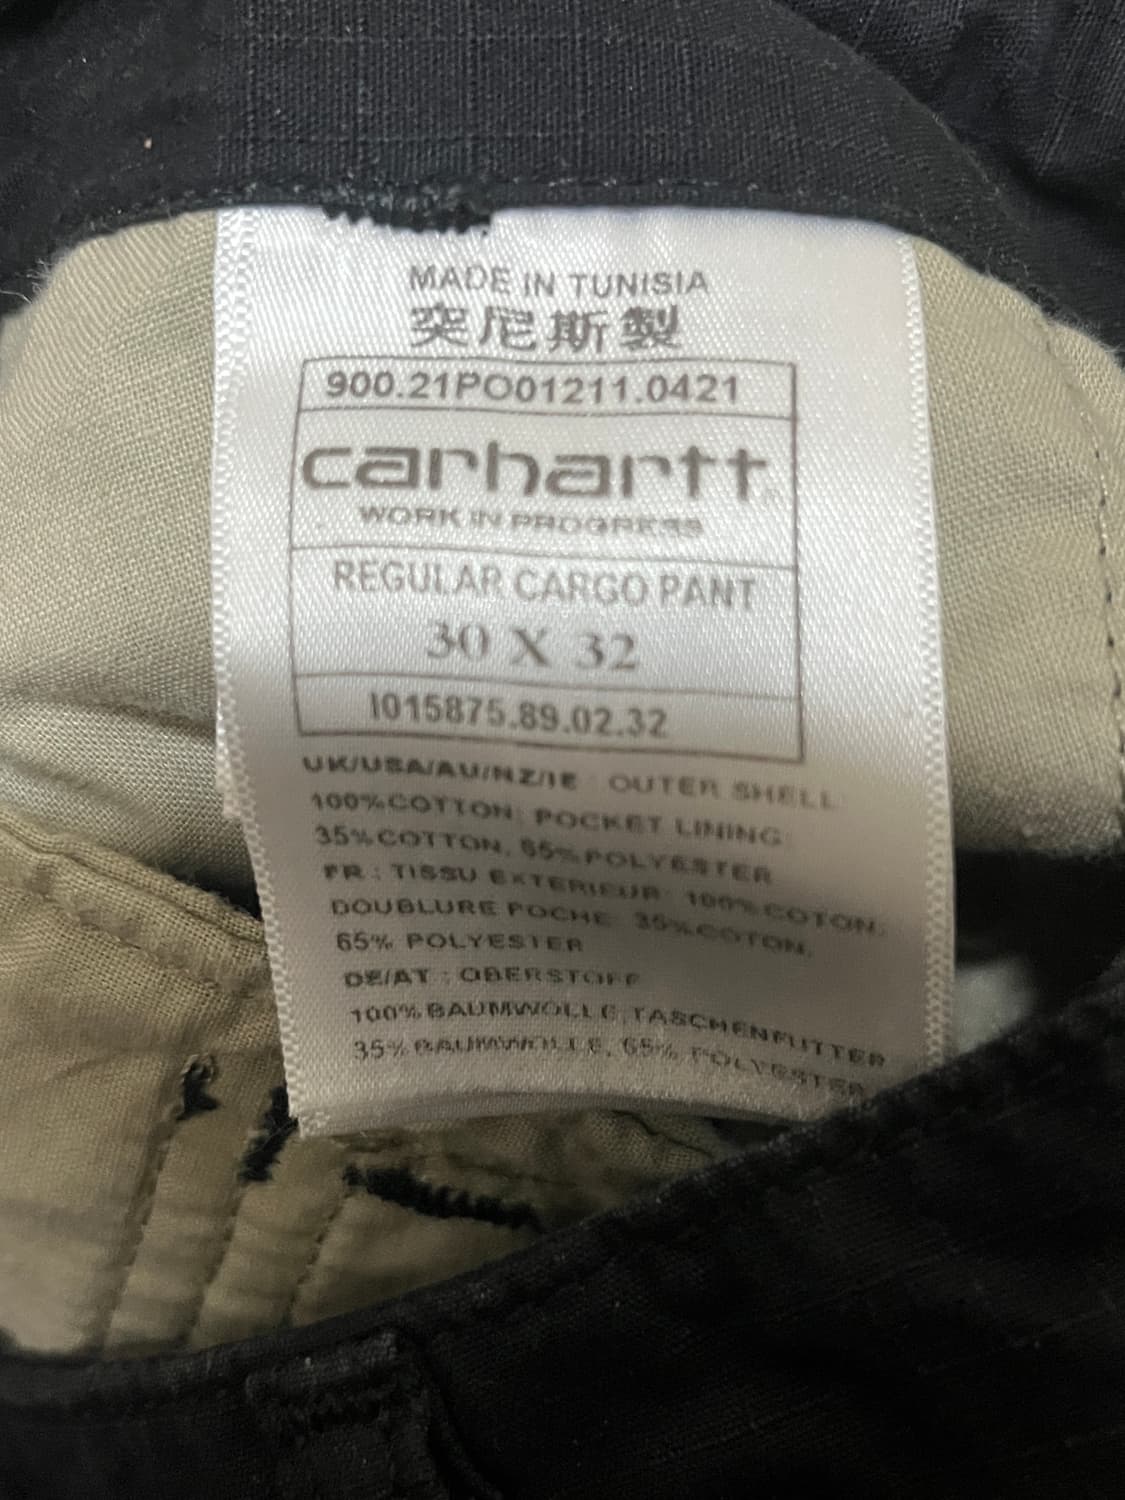 MADE IN TUNISIA
突尼斯製
900.21PO01211.0421
carhartt
WORK IN PROGRESS
REGULAR CARGO PANT
30 X 32
I015875.89.02.32
UK/USA/AU/NZ/IE : OUTER SHELL:
100%COTTON; POCKET LINING:
35%COTTON, 65%POLYESTER
FR : TISSU EXTERIEUR: 100%COTON;
DOUBLURE POCHE: 35%COTON,
65% POLYESTER
DE/AT : OBERSTOFF
100%BAUMWOLLE,TASCHENFUTTER
35%BAUMWOLLE, 65% POLYESTER